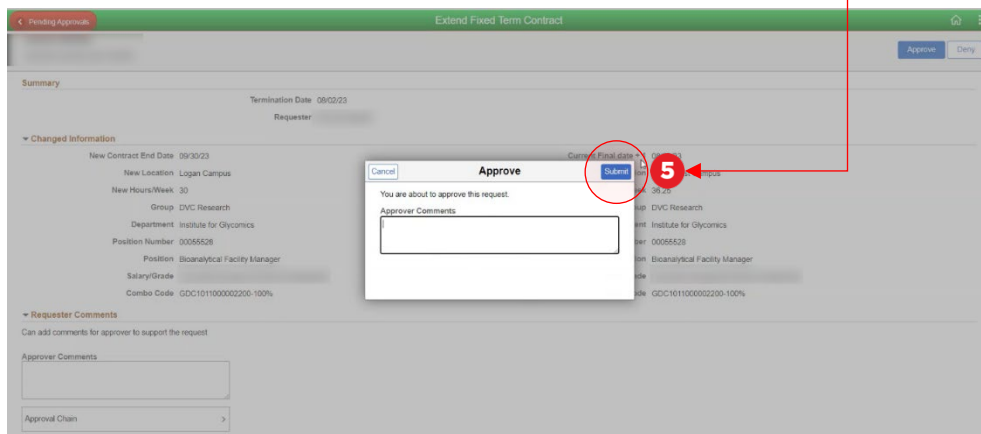 Pending Approvals
Extend Fixed Term Contract
Approve Deny
Summary
Termination Date 08/02/23
Requester
Changed Information
New Contract End Date 09/30/23 Current Final date
New Location Logan Campus
New Hours/Week 30 36.25
Group DVC Research DVC Research
Department Institute for Glycomics Institute for Glycomics
Position Number 00055528 00055528
Position Bioanalytical Facility Manager Bioanalytical Facility Manager
Salary/Grade
Combo Code GDC1011000002200-100% GDC1011000002200-100%
Cancel Approve Submit
5
You are about to approve this request.
Approver Comments
Requester Comments
Can add comments for approver to support the request
Approver Comments
Approval Chain